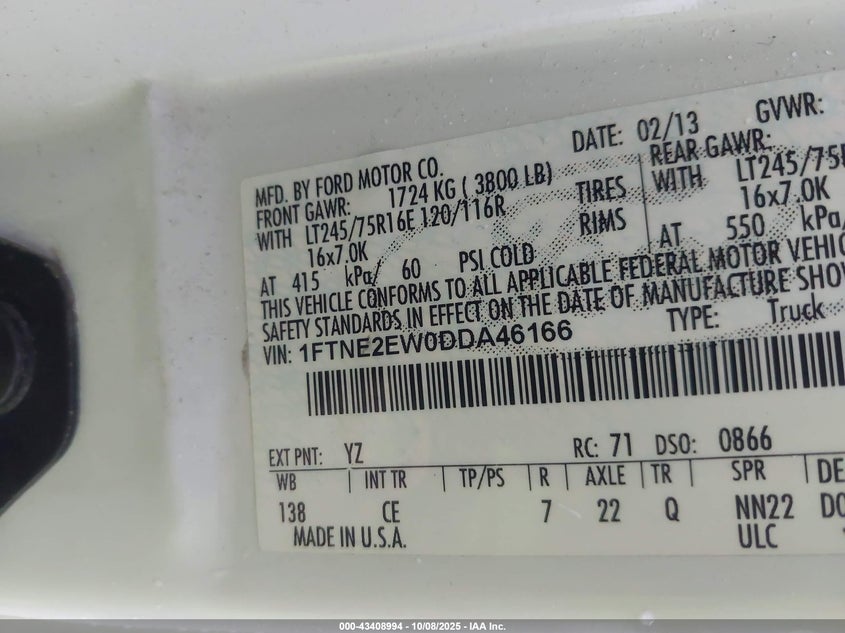 DATE: 02/13 GVWR:
MFD. BY FORD MOTOR CO.
FRONT GAWR: 1724 KG ( 3800 LB) REAR GAWR:
WITH LT245/75R16E 120/116R TIRES WITH LT245/75R
16x7.0K RIMS 16x7.0K
AT 415 kPa/ 60 PSI COLD AT 550 kPa/
THIS VEHICLE CONFORMS TO ALL APPLICABLE FEDERAL MOTOR VEHIC
SAFETY STANDARDS IN EFFECT ON THE DATE OF MANUFACTURE SHOW
VIN: 1FTNE2EW0DDA46166 TYPE: Truck
EXT PNT: YZ RC: 71 DSO: 0866
WB INT TR TP/PS R AXLE TR SPR DE
138 CE 7 22 Q NN22 DO
MADE IN U.S.A. ULC
000-43408994 - 10/08/2025 - IAA Inc.